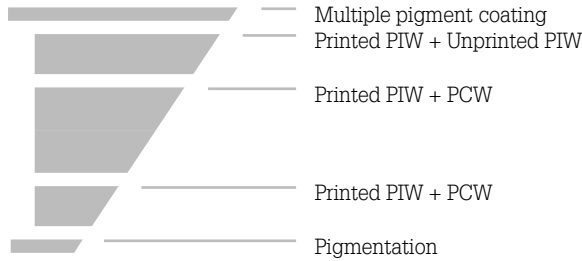 Multiple pigment coating
Printed PIW + Unprinted PIW
Printed PIW + PCW
Printed PIW + PCW
Pigmentation